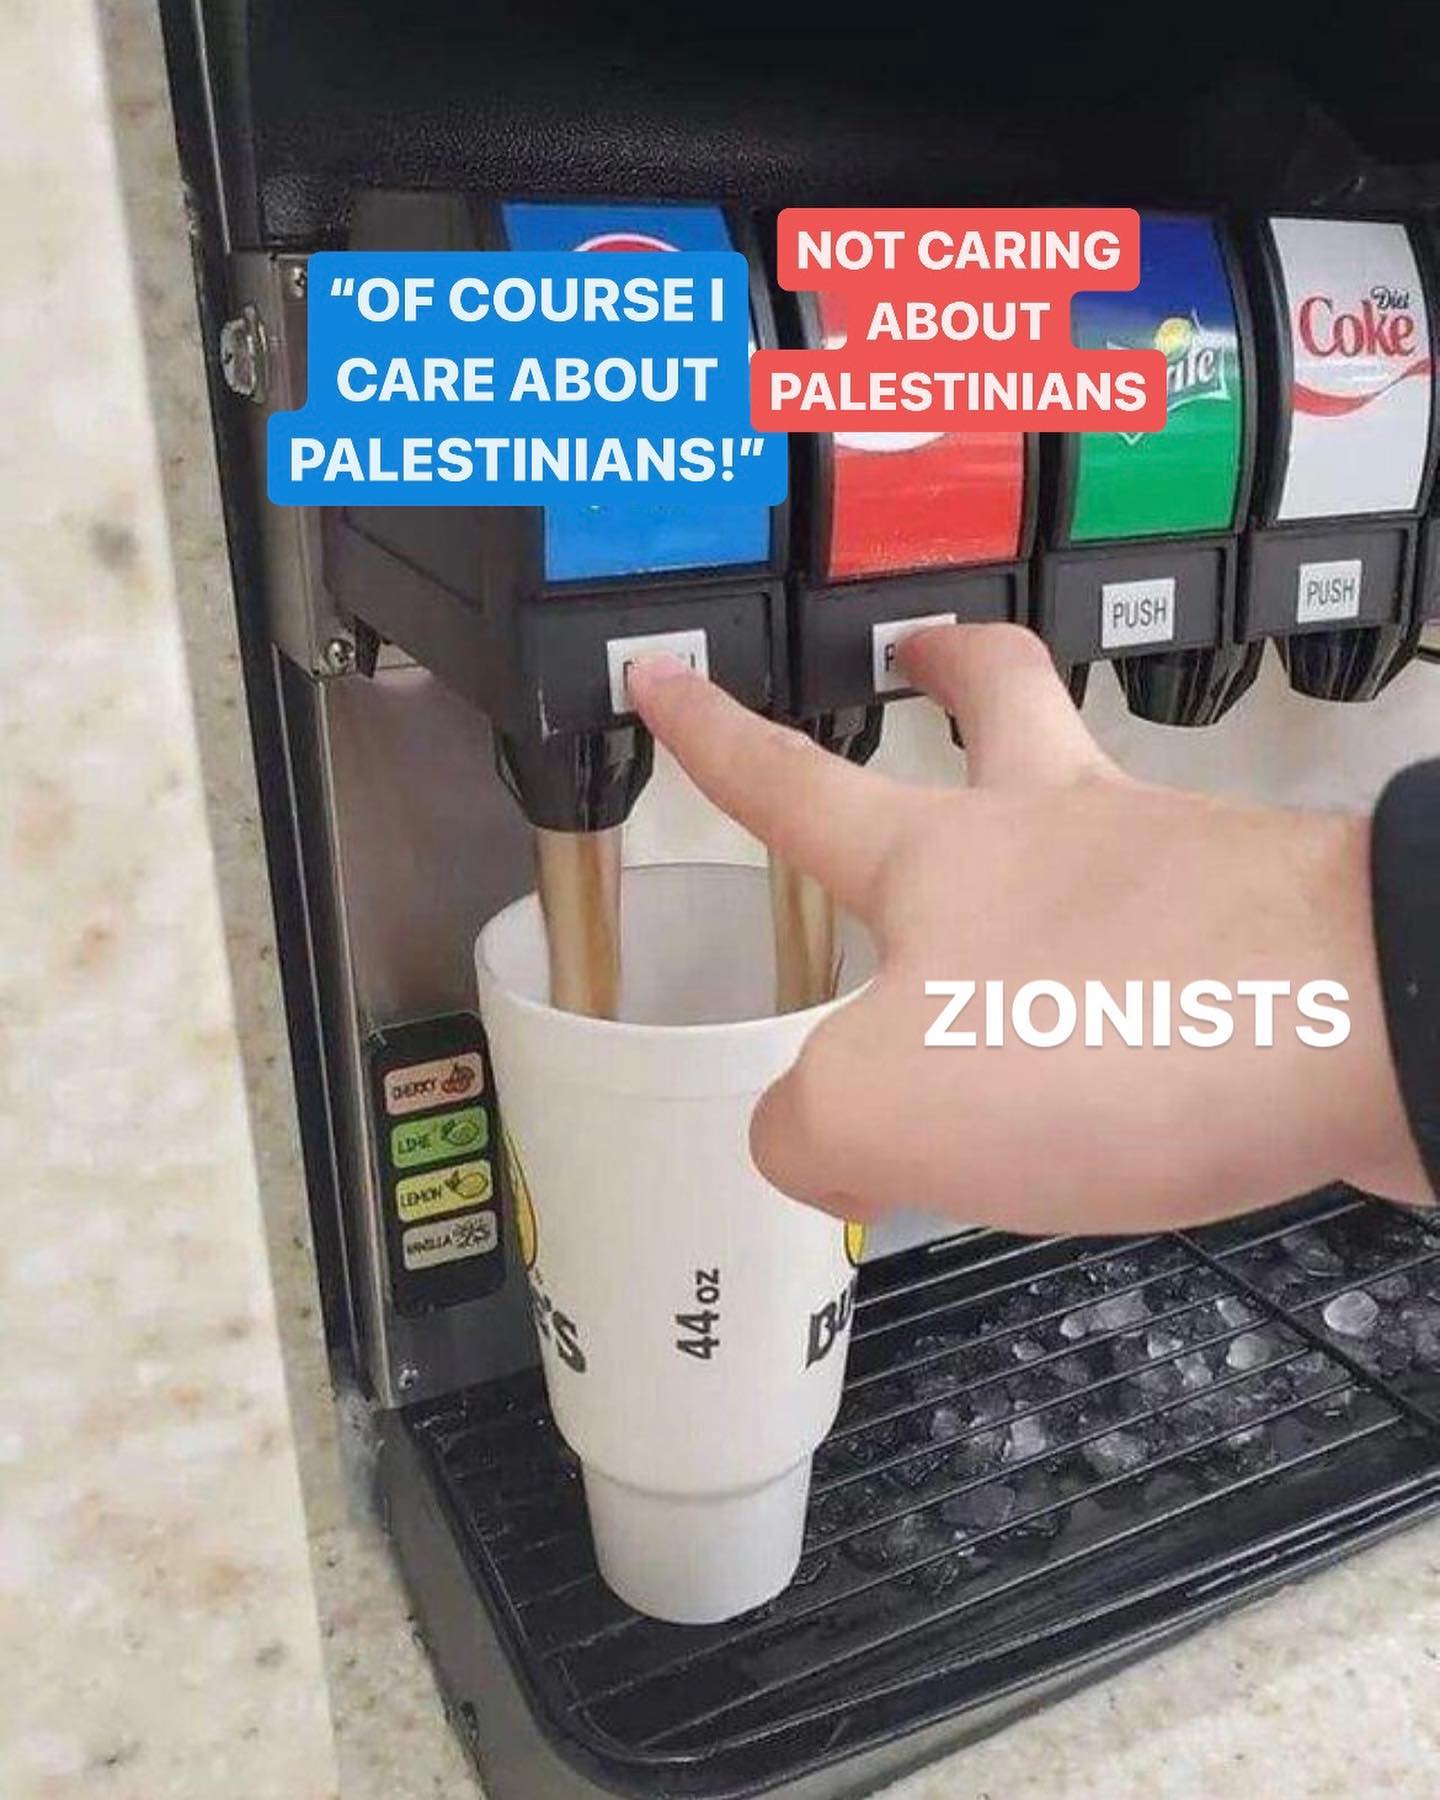 “OF COURSE I
CARE ABOUT
PALESTINIANS!”
NOT CARING
ABOUT
PALESTINIANS
Diet
Coke
PUSH
PUSH
ZIONISTS
CHERRY
LIME
LEMON
VANILLA
44 oz